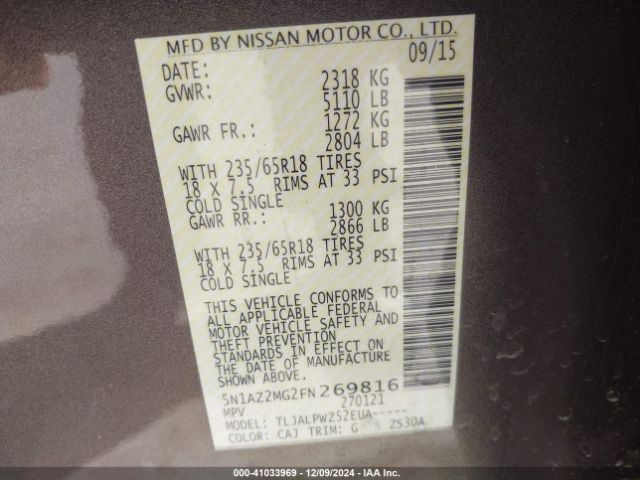 MFD BY NISSAN MOTOR CO., LTD.
DATE: 09/15
GVWR: 2318 KG
5110 LB
GAWR FR.: 1272 KG
2804 LB
WITH 235/65R18 TIRES
18 X 7.5 RIMS AT 33 PSI
COLD SINGLE
GAWR RR.: 1300 KG
2866 LB
WITH 235/65R18 TIRES
18 X 7.5 RIMS AT 33 PSI
COLD SINGLE
THIS VEHICLE CONFORMS TO
ALL APPLICABLE FEDERAL
MOTOR VEHICLE SAFETY AND
THEFT PREVENTION
STANDARDS IN EFFECT ON
THE DATE OF MANUFACTURE
SHOWN ABOVE.
5N1AZ2MG2FN269816
MPV 270121
MODEL: TLJALPWZ52EUA-----
COLOR: CAJ TRIM: G ZS30A
000-41033969 | 12/09/2024 | IAA Inc.